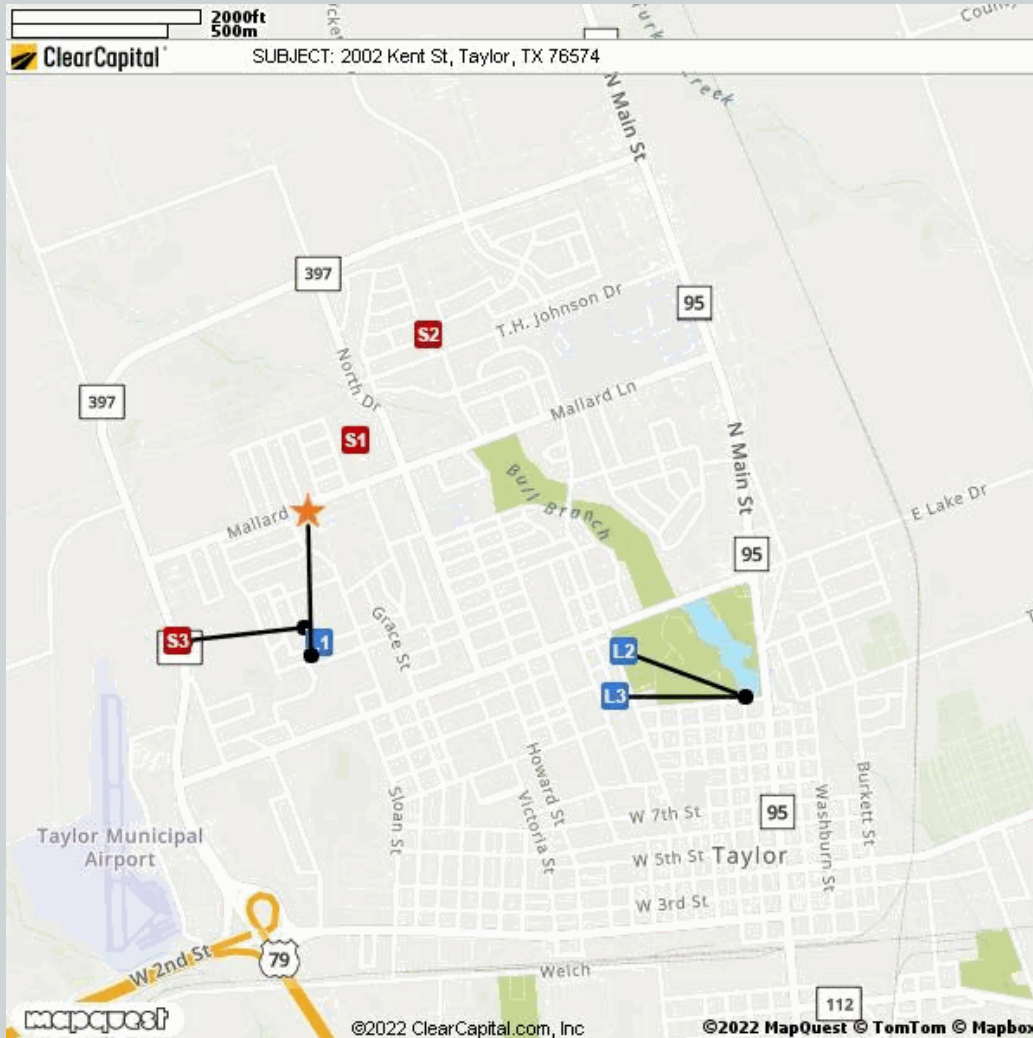 2000ft
500m
ClearCapital
SUBJECT: 2002 Kent St, Taylor, TX 76574
County
Creek
N Main St
397
95
T.H. Johnson Dr
S2
North Dr
Mallard Ln
397
S1
N Main St
Bull Branch
E Lake Dr
Mallard
95
Grace St
S3
L1
L2
L3
Howard St
Victoria St
Sloan St
W 7th St
95
Washburn St
Burkett St
Taylor Municipal
Airport
W 5th St
Taylor
W 3rd St
W 2nd St
79
Welch
112
mapquest
©2022 ClearCapital.com, Inc
©2022 MapQuest © TomTom © Mapbox